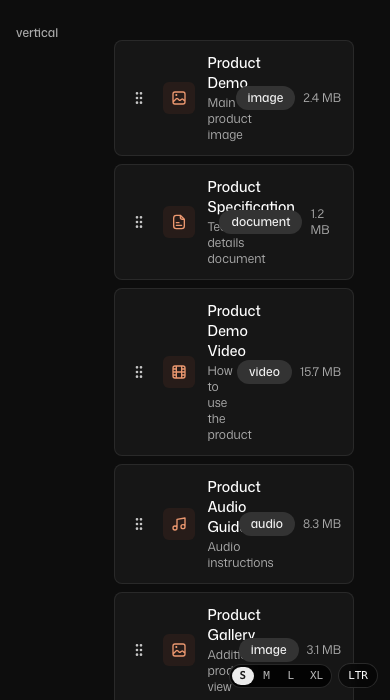 vertical
Product
Demo
Main
product
image
image
2.4 MB
Product
Specification
details
document
document
1.2
MB
Product
Demo
Video
How
to
use
the
product
video
15.7 MB
Product
Audio
Guide
Audio
instructions
audio
8.3 MB
Product
Gallery
view
image
3.1 MB
S M L XL
LTR